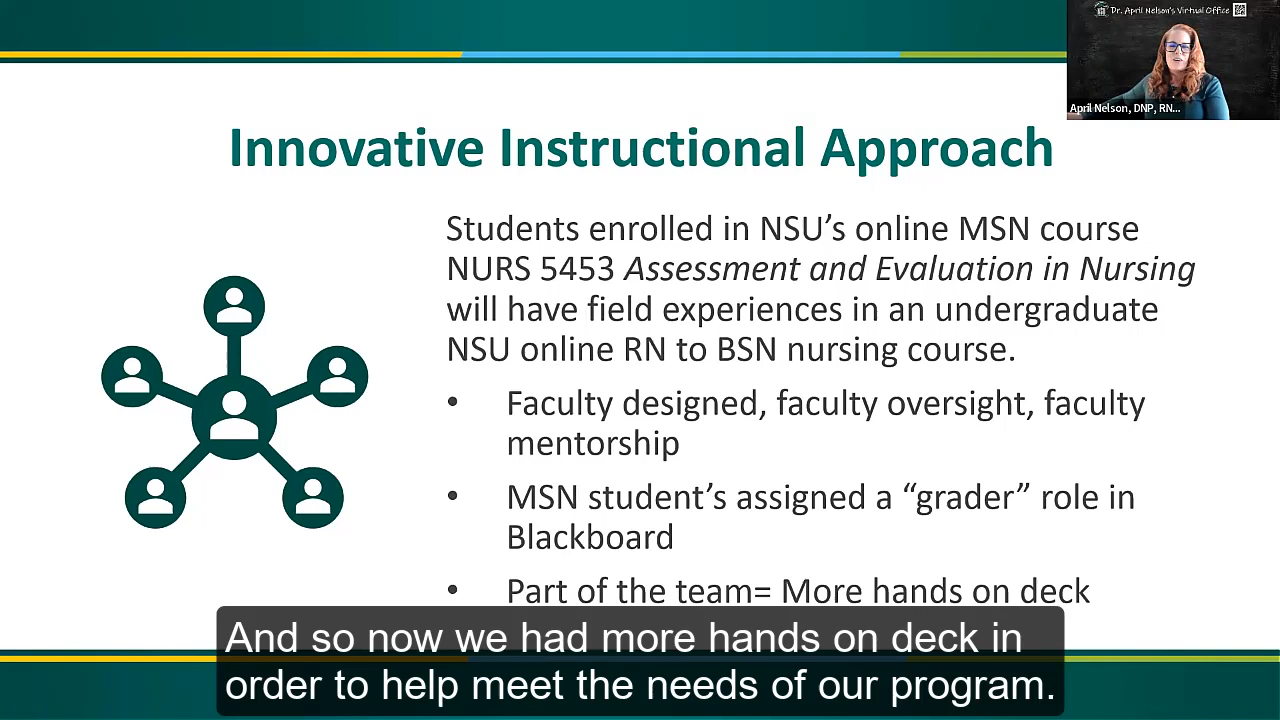 Dr. April Nelson's Virtual Office
April Nelson, DNP, RN...
Innovative Instructional Approach
Students enrolled in NSU’s online MSN course
NURS 5453 Assessment and Evaluation in Nursing
will have field experiences in an undergraduate
NSU online RN to BSN nursing course.
• Faculty designed, faculty oversight, faculty
mentorship
• MSN student’s assigned a “grader” role in
Blackboard
• Part of the team= More hands on deck
And so now we had more hands on deck in
order to help meet the needs of our program.